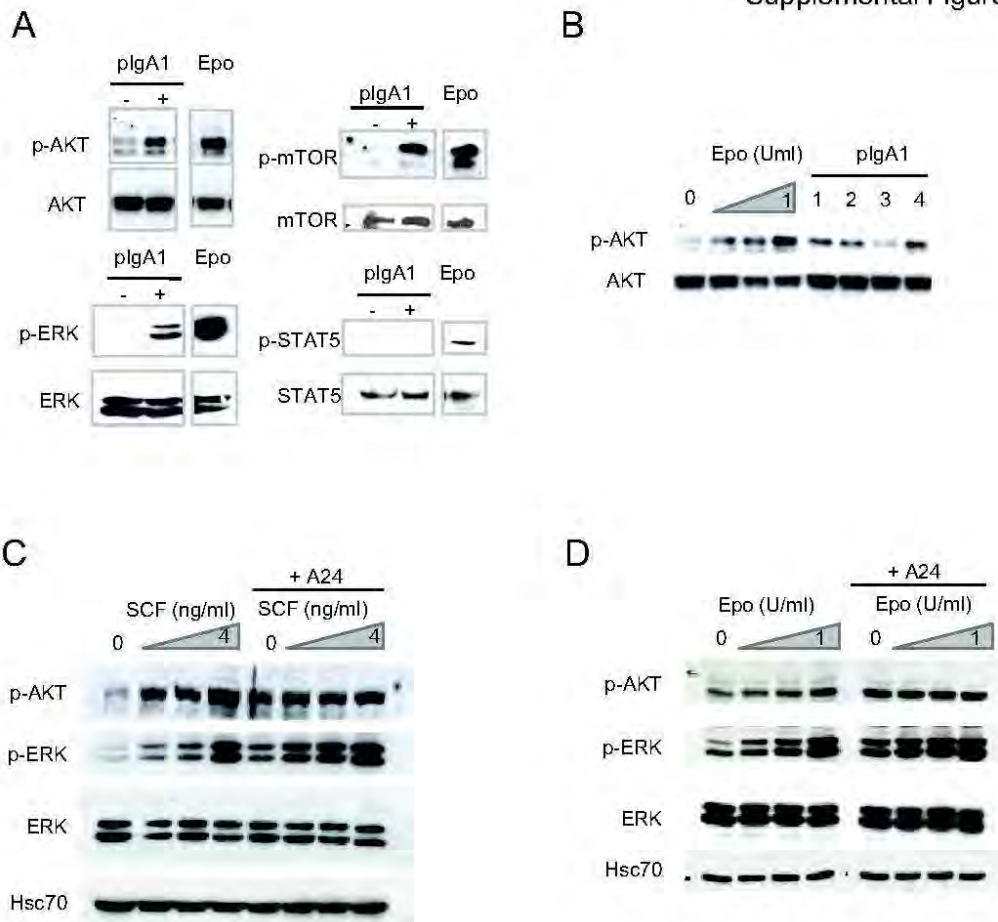 Supplemental Figure
A
pIgA1 Epo
- +
p-AKT
AKT
pIgA1 Epo
- +
p-ERK
ERK
pIgA1 Epo
- +
p-mTOR
mTOR
pIgA1 Epo
- +
p-STAT5
STAT5
B
Epo (Uml) pIgA1
0 1 1 2 3 4
p-AKT
AKT
C
+ A24
SCF (ng/ml) SCF (ng/ml)
0 4 0 4
p-AKT
p-ERK
ERK
Hsc70
D
+ A24
Epo (U/ml) Epo (U/ml)
0 1 0 1
p-AKT
p-ERK
ERK
Hsc70